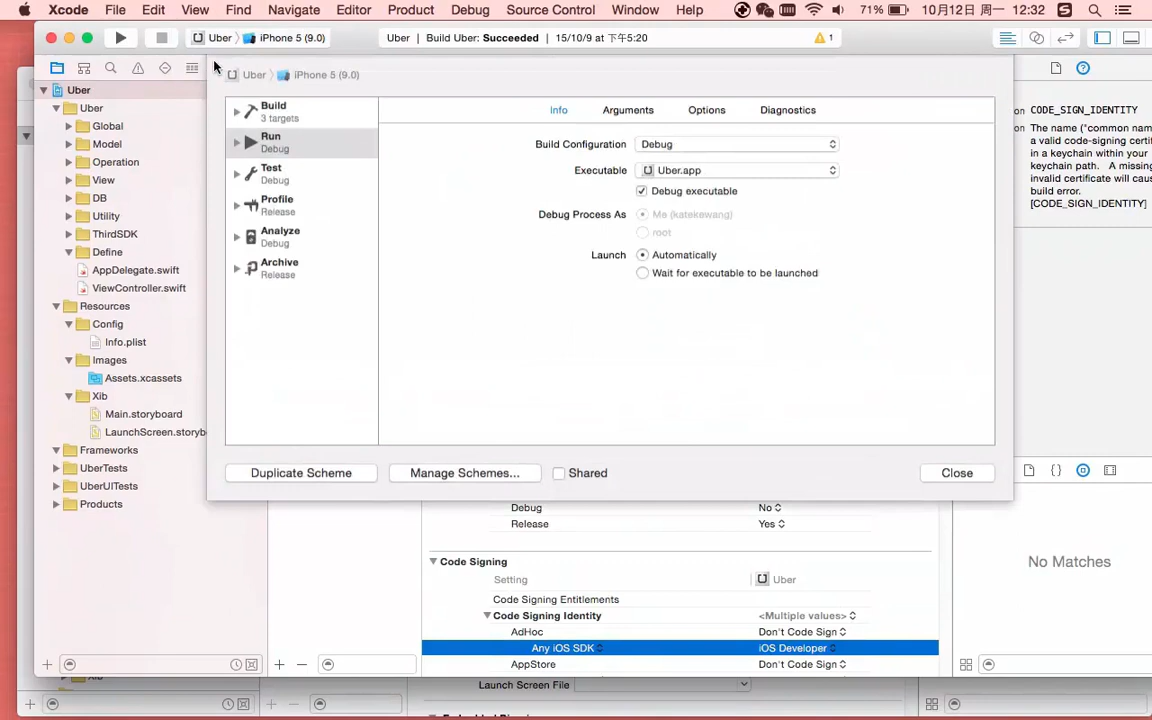 Xcode File Edit View Find Navigate Editor Product Debug Source Control Window Help 71% 10月12日 周一 12:32
Uber iPhone 5 (9.0) Uber | Build Uber: Succeeded | 15/10/9 at 下午5:20 1
Uber iPhone 5 (9.0)
Uber
Uber
Global
Model
Operation
View
DB
Utility
ThirdSDK
Define
AppDelegate.swift
ViewController.swift
Resources
Config
Info.plist
Images
Assets.xcassets
Xib
Main.storyboard
LaunchScreen.storyb
Frameworks
UberTests
UberUITests
Products
Build
3 targets
Run
Debug
Test
Debug
Profile
Release
Analyze
Debug
Archive
Release
Info Arguments Options Diagnostics
Build Configuration Debug
Executable Uber.app
Debug executable
Debug Process As Me (katekewang)
root
Launch Automatically
Wait for executable to be launched
Duplicate Scheme Manage Schemes... Shared Close
on CODE_SIGN_IDENTITY
on The name ("common nam
a valid code-signing certif
in a keychain within your
keychain path. A missing
invalid certificate will caus
build error.
[CODE_SIGN_IDENTITY]
No Matches
Debug No
Release Yes
Code Signing
Setting Uber
Code Signing Entitlements
Code Signing Identity <Multiple values>
AdHoc Don't Code Sign
Any iOS SDK iOS Developer
AppStore Don't Code Sign
Launch Screen File